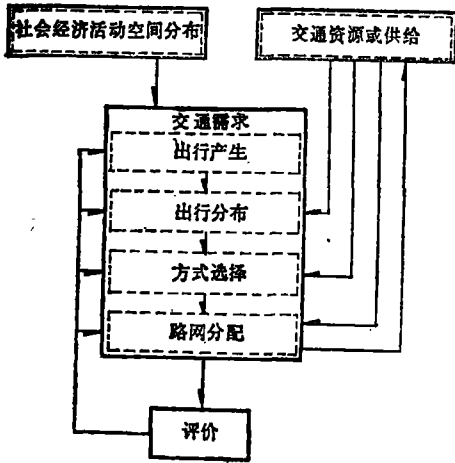 社会经济活动空间分布
交通资源或供给
交通需求
出行产生
出行分布
方式选择
路网分配
评价